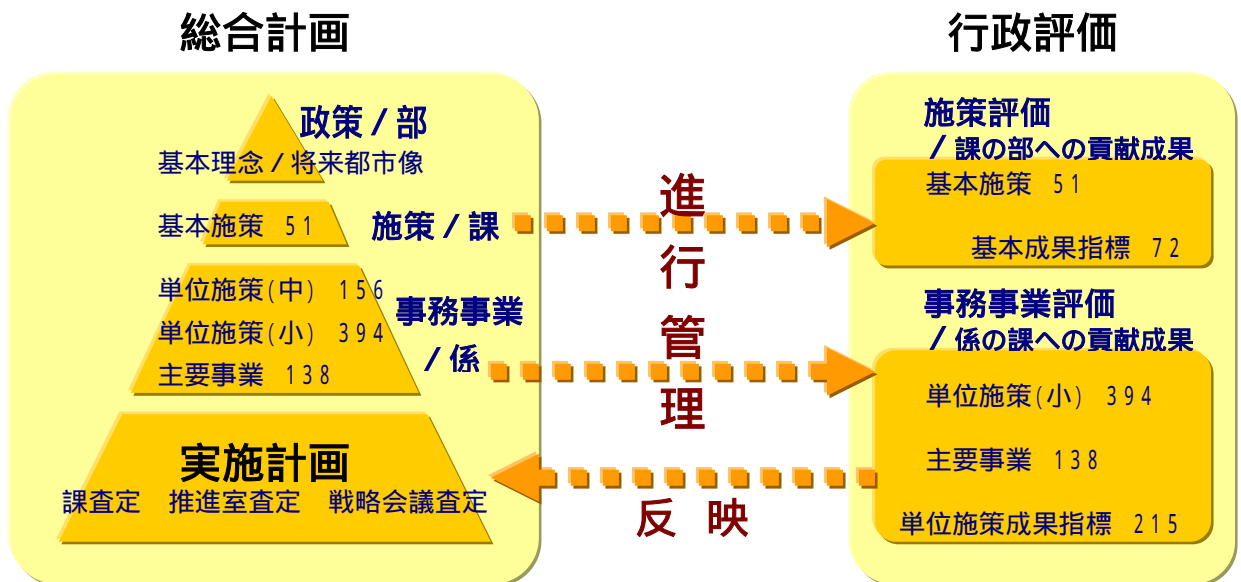 総合計画
政策／部
基本理念／将来都市像
基本施策 51
施策／課
単位施策(中) 156
単位施策(小) 394
主要事業 138
事務事業
／係
実施計画
課査定 推進室査定 戦略会議査定
進
行
管
理
反 映
行政評価
施策評価
／課の部への貢献成果
基本施策 51
基本成果指標 72
事務事業評価
／係の課への貢献成果
単位施策(小) 394
主要事業 138
単位施策成果指標 215